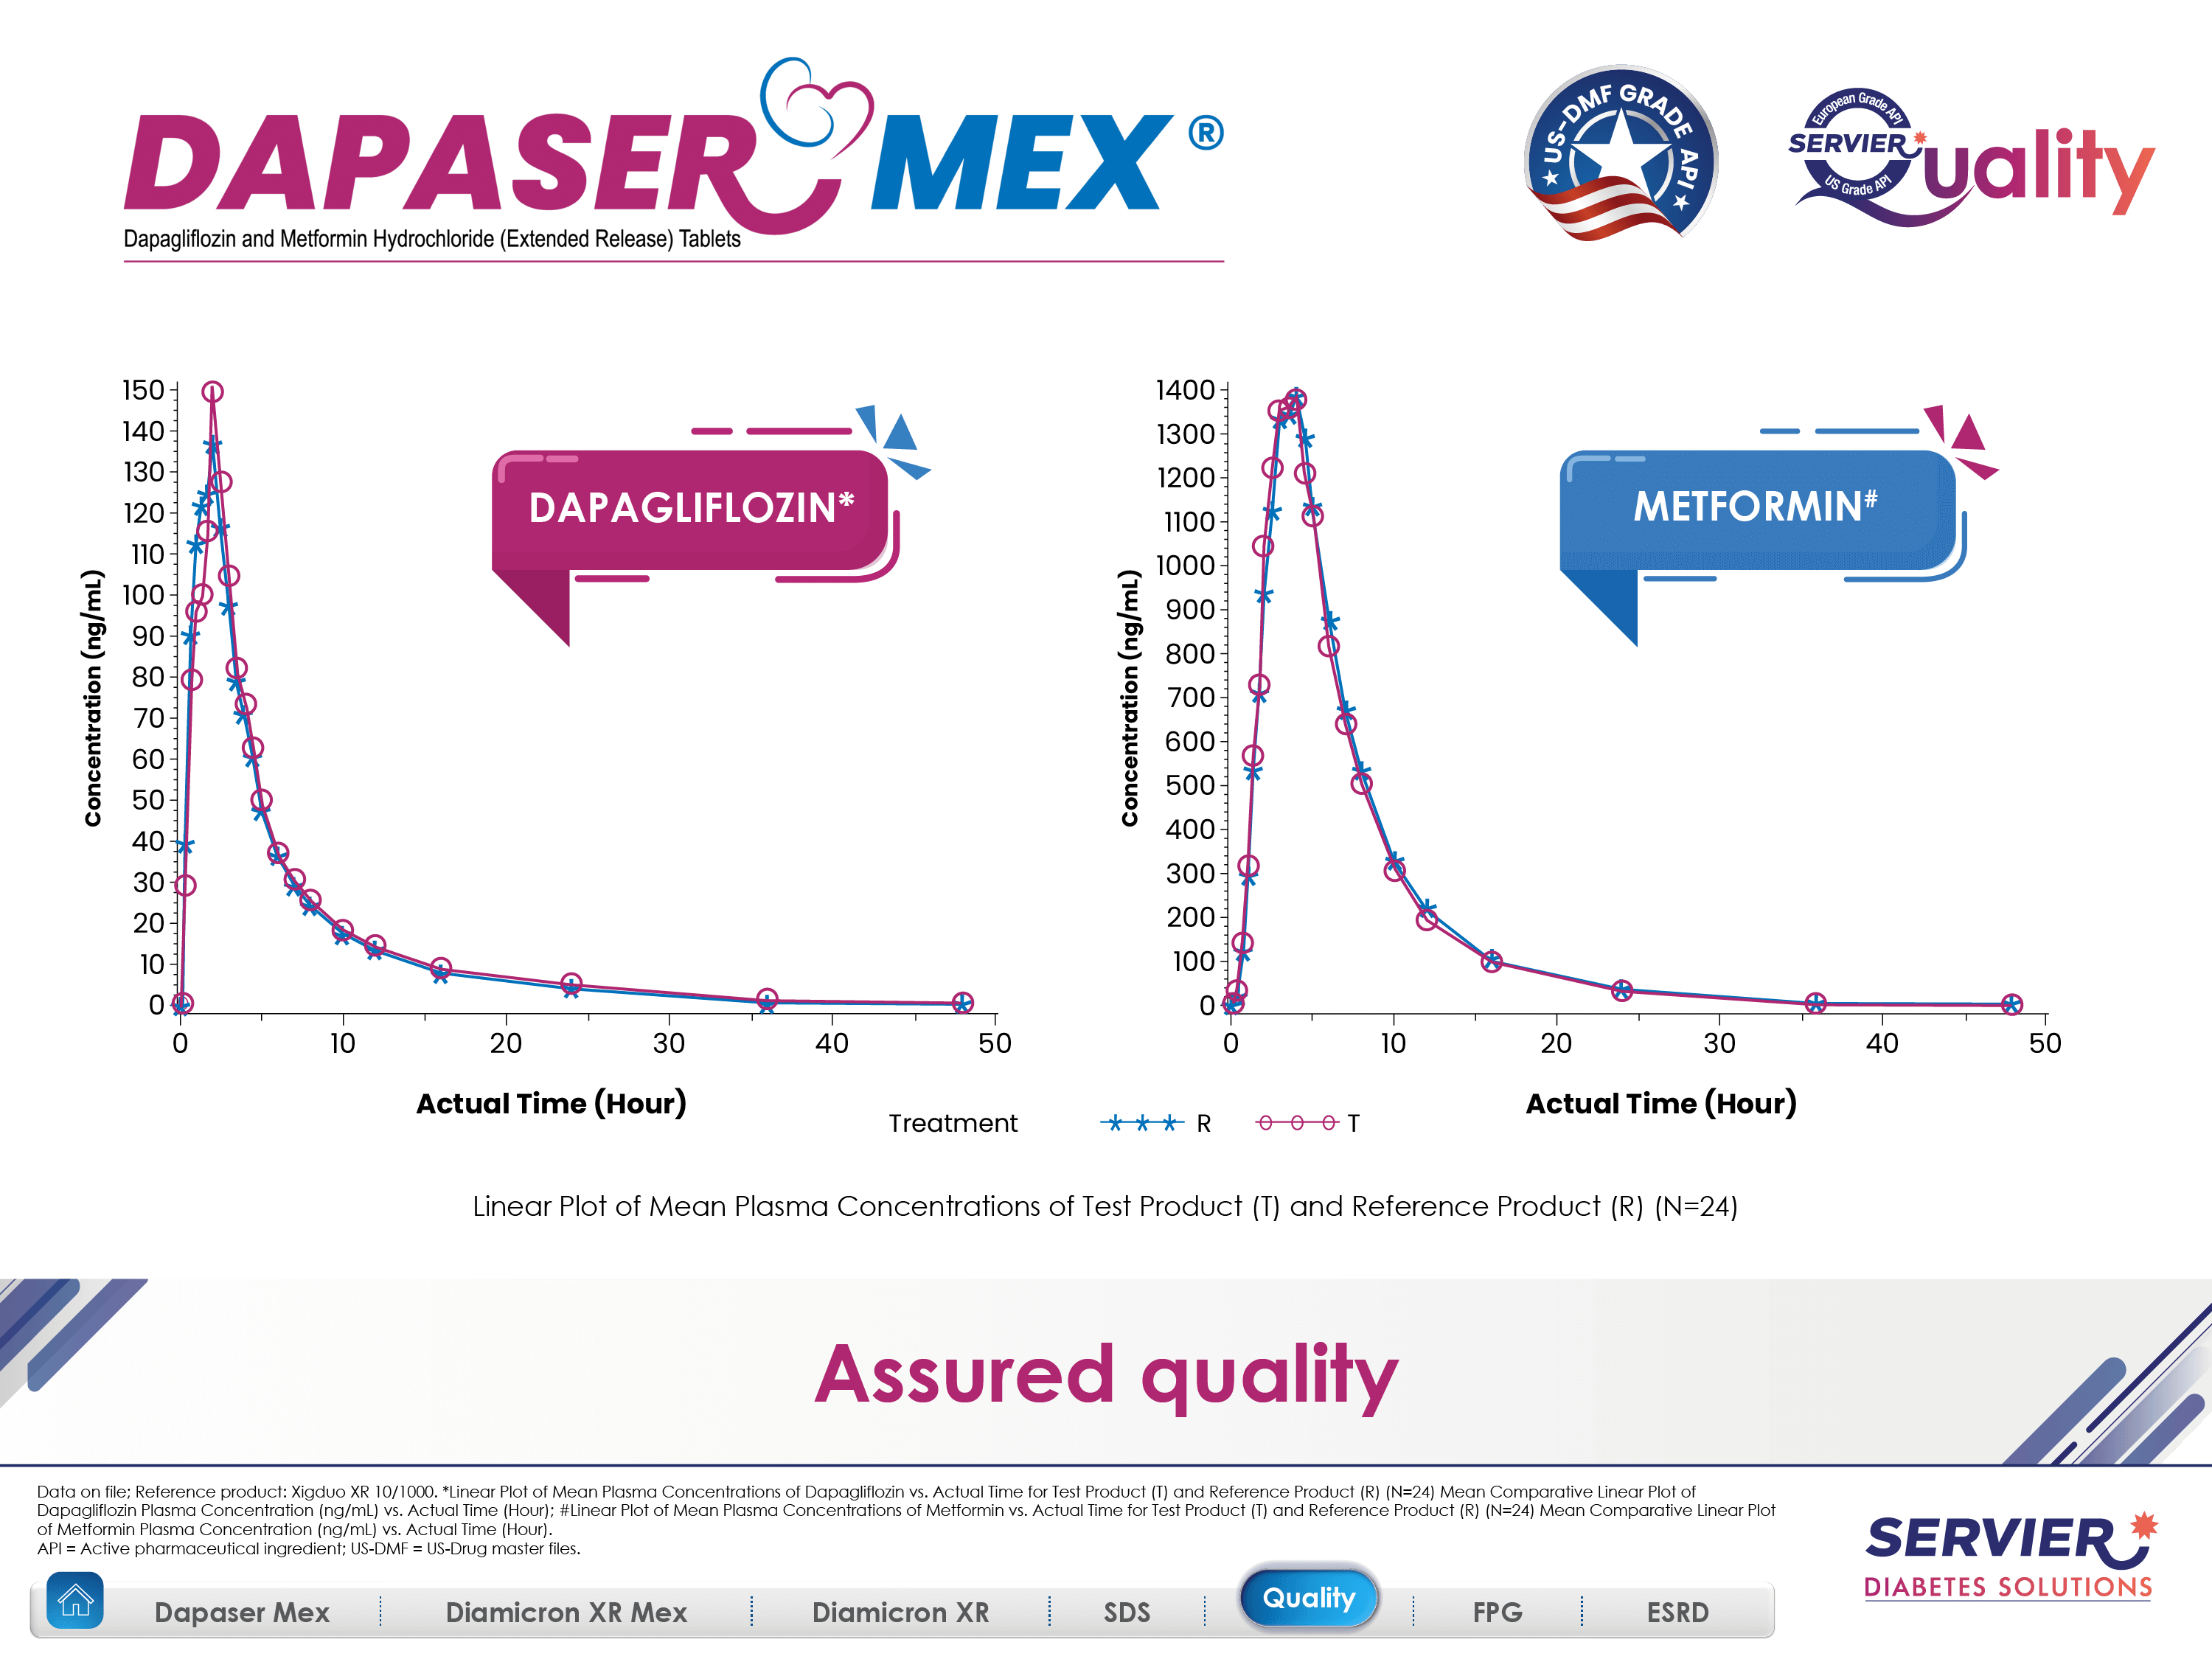 DAPASER MEX ®
Dapagliflozin and Metformin Hydrochloride (Extended Release) Tablets
★ US-DMF GRADE API ★
European Grade API
SERVIER
US Grade API
Quality
150
140
130
120
110
100
90
80
70
60
50
40
30
20
10
0
Concentration (ng/mL)
0 10 20 30 40 50
Actual Time (Hour)
DAPAGLIFLOZIN*
1400
1300
1200
1100
1000
900
800
700
600
500
400
300
200
100
0
Concentration (ng/mL)
0 10 20 30 40 50
Actual Time (Hour)
METFORMIN#
Treatment R T
Linear Plot of Mean Plasma Concentrations of Test Product (T) and Reference Product (R) (N=24)
Assured quality
Data on file; Reference product: Xigduo XR 10/1000. *Linear Plot of Mean Plasma Concentrations of Dapagliflozin vs. Actual Time for Test Product (T) and Reference Product (R) (N=24) Mean Comparative Linear Plot of
Dapagliflozin Plasma Concentration (ng/mL) vs. Actual Time (Hour); #Linear Plot of Mean Plasma Concentrations of Metformin vs. Actual Time for Test Product (T) and Reference Product (R) (N=24) Mean Comparative Linear Plot
of Metformin Plasma Concentration (ng/mL) vs. Actual Time (Hour).
API = Active pharmaceutical ingredient; US-DMF = US-Drug master files.
SERVIER
DIABETES SOLUTIONS
Dapaser Mex Diamicron XR Mex Diamicron XR SDS Quality FPG ESRD